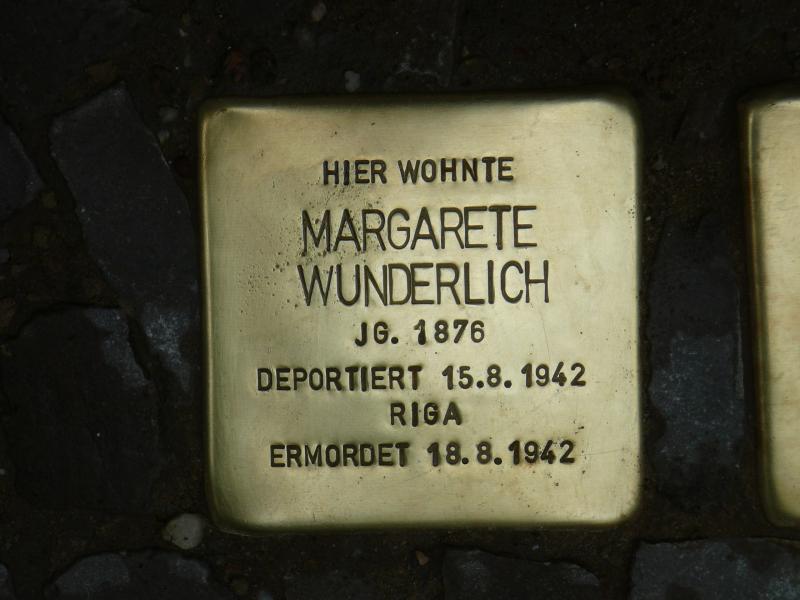 HIER WOHNTE
MARGARETE
WUNDERLICH
JG. 1876
DEPORTIERT 15.8.1942
RIGA
ERMORDET 18.8.1942